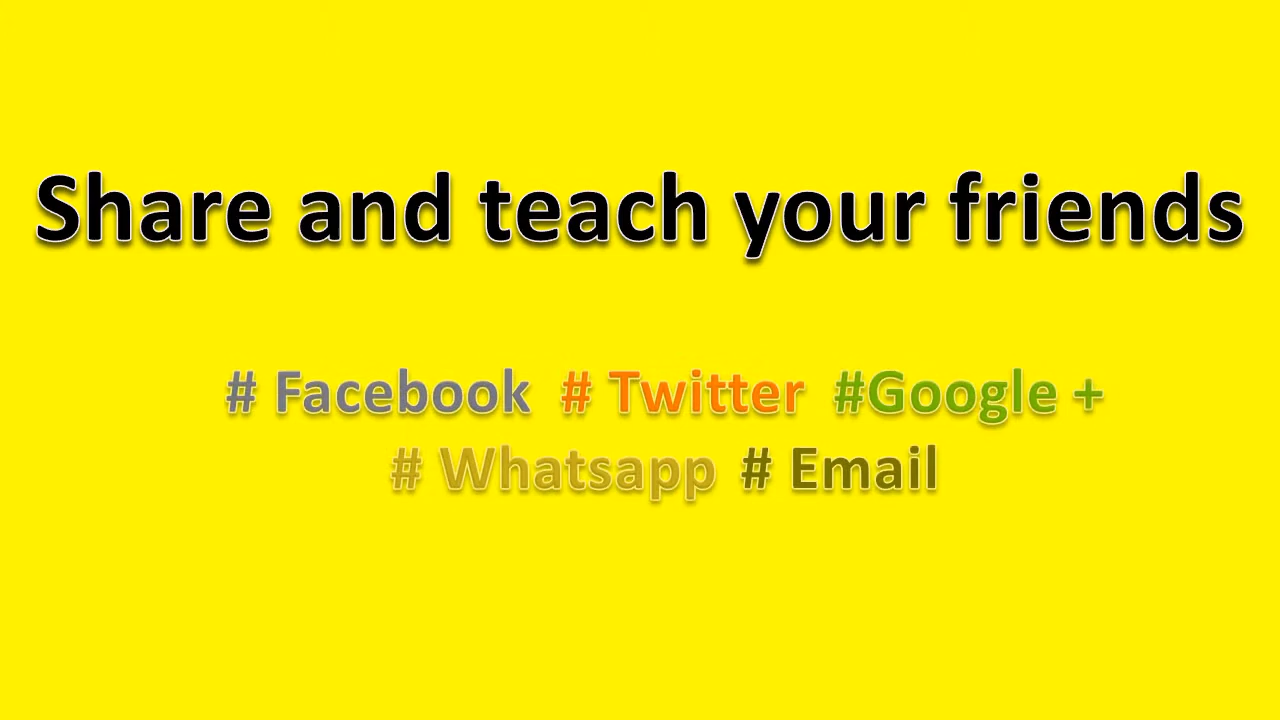 Share and teach your friends
# Facebook # Twitter #Google +
# Whatsapp # Email